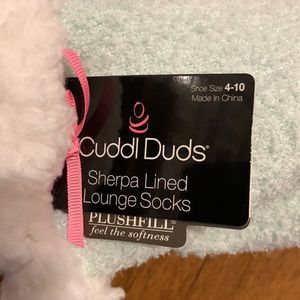 Shoe Size 4-10
Made In China
Cuddl Duds®
Sherpa Lined
Lounge Socks
PLUSHFILL®
feel the softness